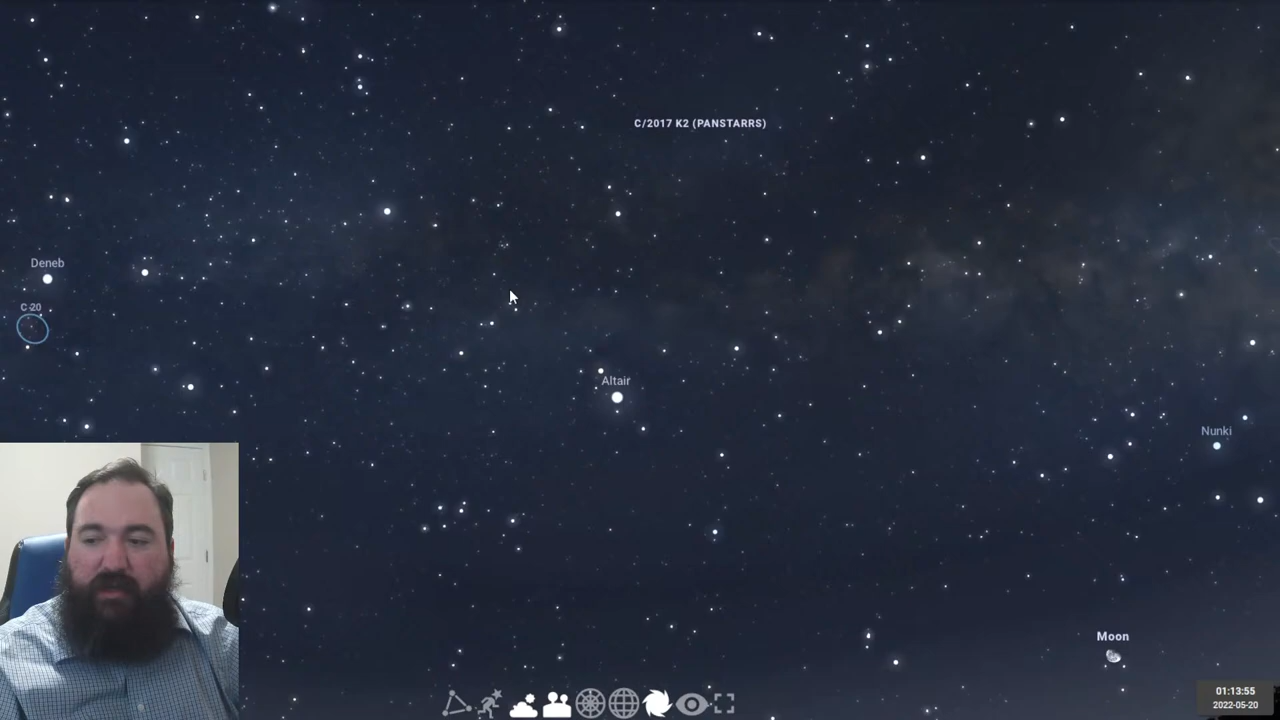 C/2017 K2 (PANSTARRS)
Deneb
C 20
Altair
Nunki
Moon
01:13:55
2022-05-20